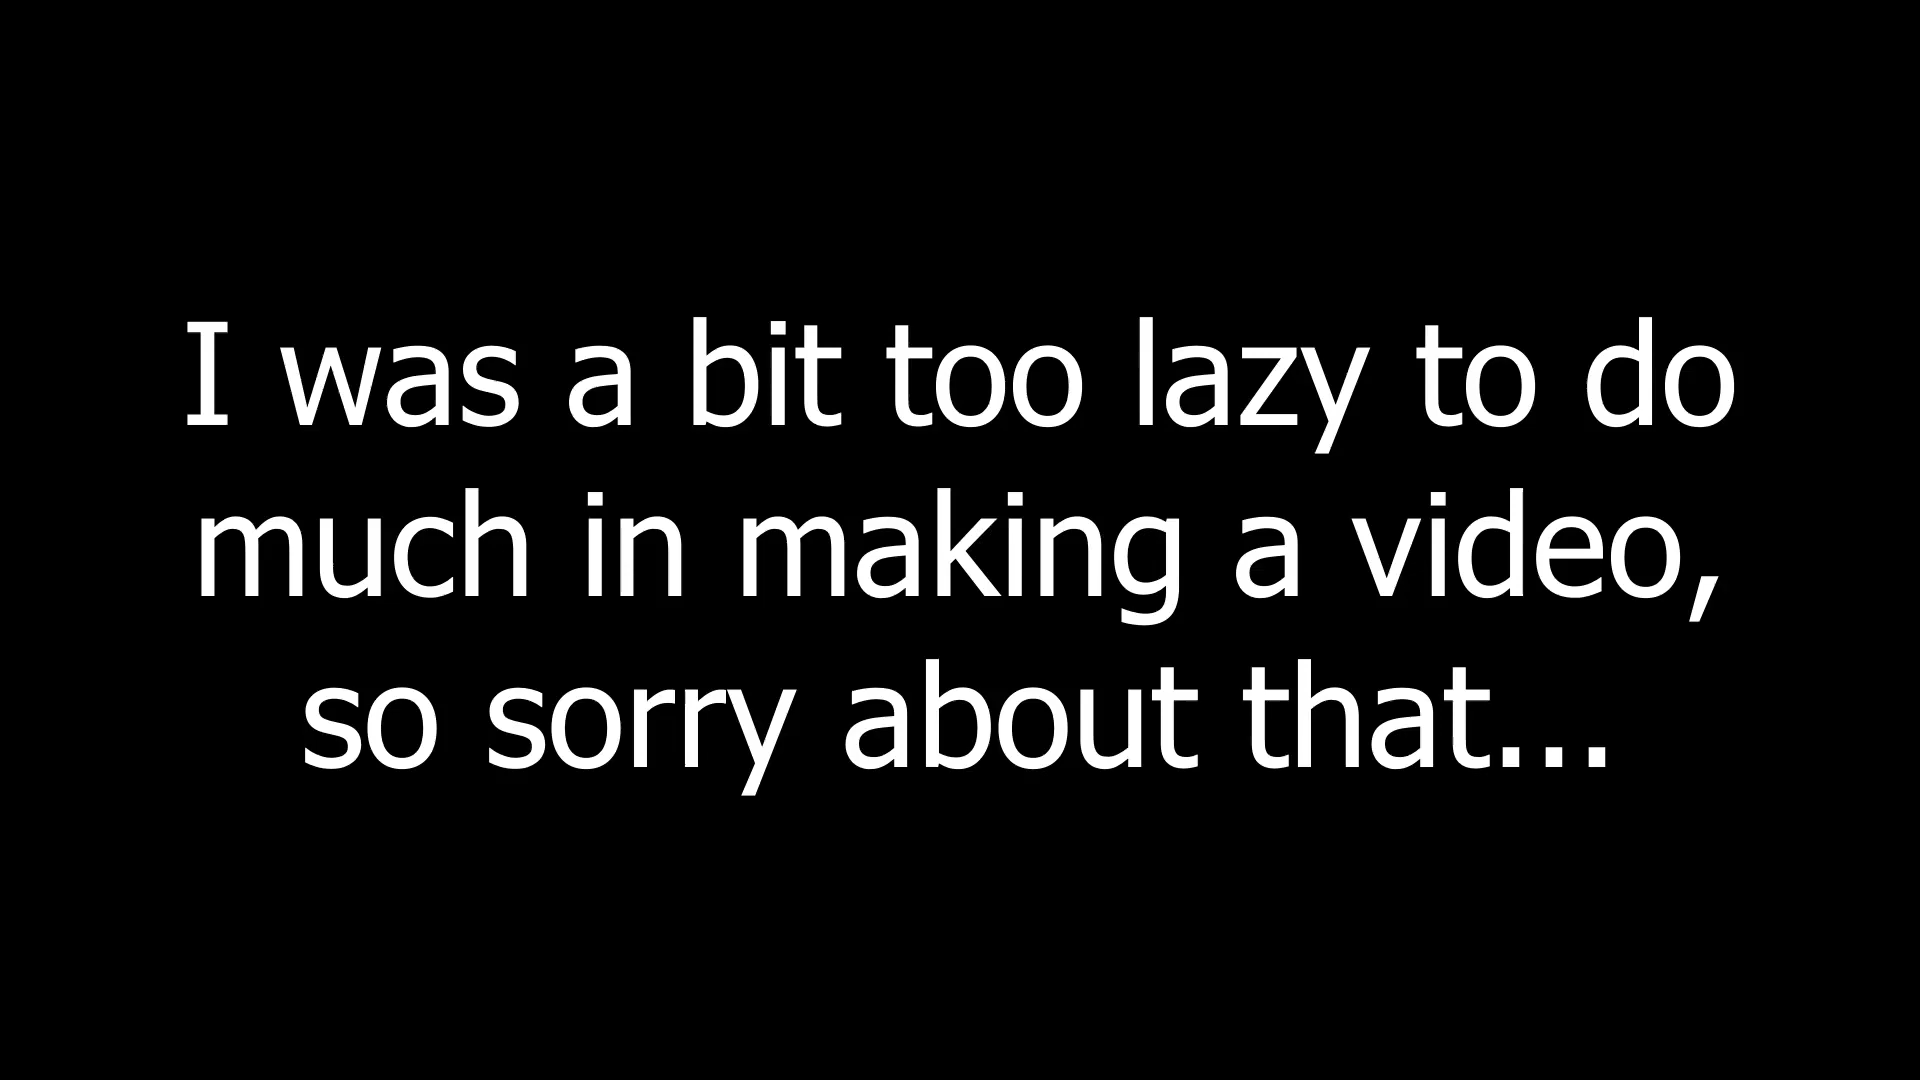 I was a bit too lazy to do
much in making a video,
so sorry about that...